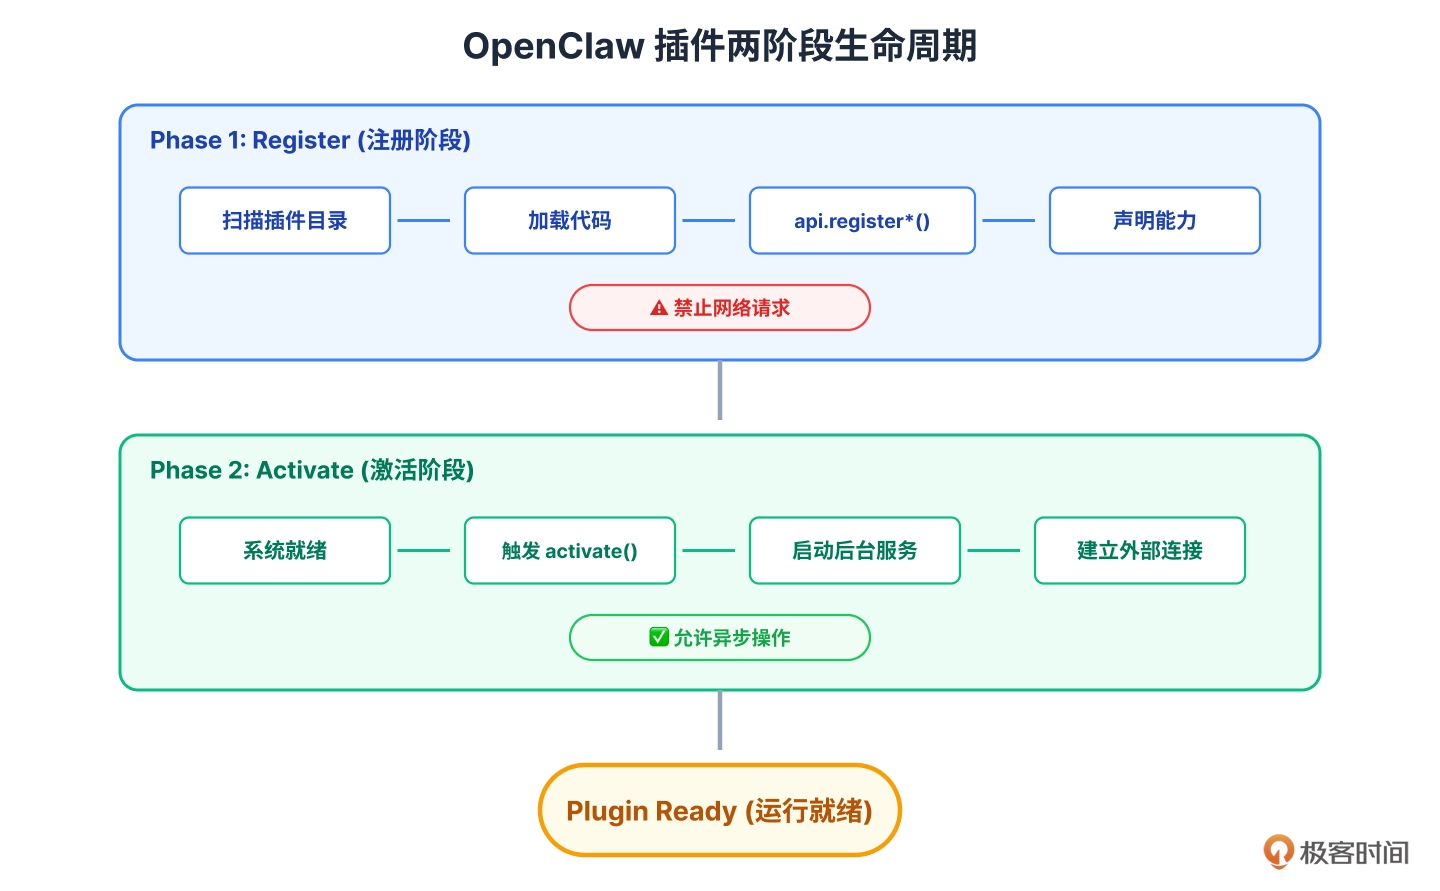 OpenClaw 插件两阶段生命周期
Phase 1: Register (注册阶段)
扫描插件目录
加载代码
api.register*()
声明能力
⚠ 禁止网络请求
Phase 2: Activate (激活阶段)
系统就绪
触发 activate()
启动后台服务
建立外部连接
✅ 允许异步操作
Plugin Ready (运行就绪)
极客时间